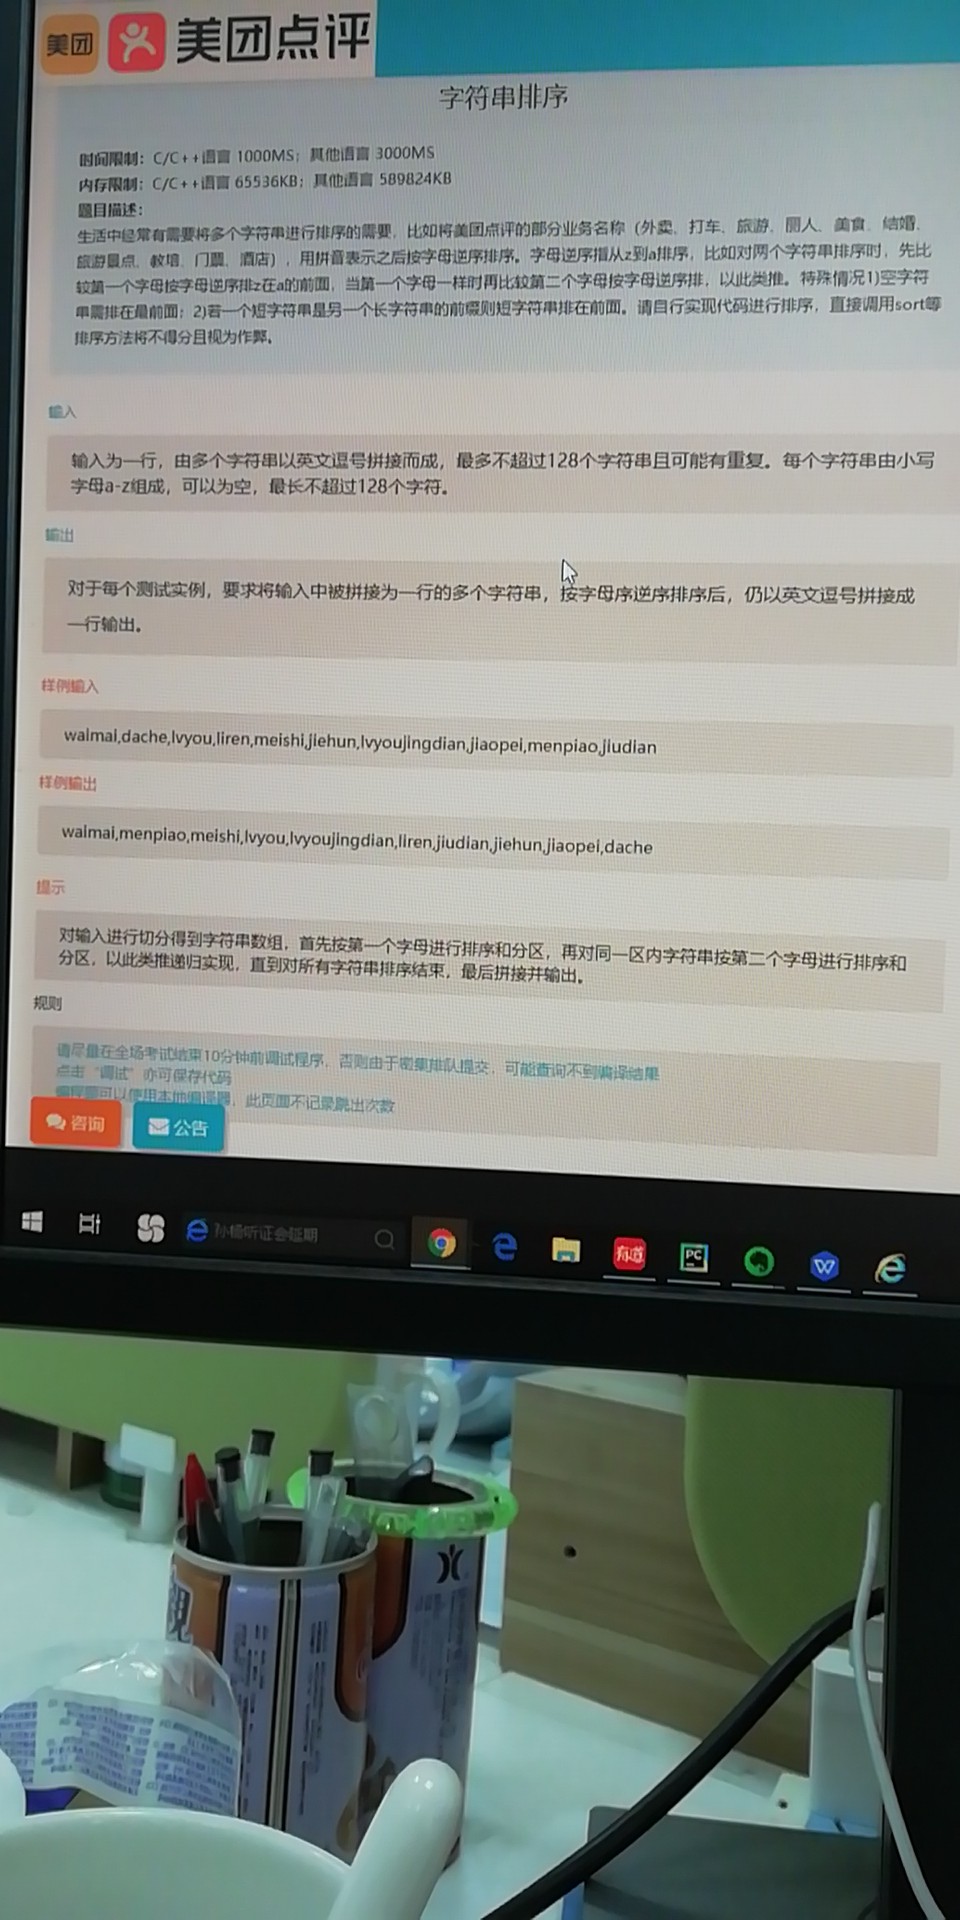 美团 美团点评
字符串排序
时间限制：C/C++语言 1000MS；其他语言 3000MS
内存限制：C/C++语言 65536KB；其他语言 589824KB
题目描述：
生活中经常有需要将多个字符串进行排序的需要，比如将美团点评的部分业务名称（外卖、打车、旅游、丽人、美食、结婚、
旅游景点、教培、门票、酒店），用拼音表示之后按字母逆序排序。字母逆序指从z到a排序，比如对两个字符串排序时，先比
较第一个字母按字母逆序排z在a的前面，当第一个字母一样时再比较第二个字母按字母逆序排，以此类推。特殊情况1)空字符
串需排在最前面；2)若一个短字符串是另一个长字符串的前缀则短字符串排在前面。请自行实现代码进行排序，直接调用sort等
排序方法将不得分且视为作弊。
输入
输入为一行，由多个字符串以英文逗号拼接而成，最多不超过128个字符串且可能有重复。每个字符串由小写
字母a-z组成，可以为空，最长不超过128个字符。
输出
对于每个测试实例，要求将输入中被拼接为一行的多个字符串，按字母序逆序排序后，仍以英文逗号拼接成
一行输出。
样例输入
waimai,dache,lvyou,liren,meishi,jiehun,lvyoujingdian,jiaopei,menpiao,jiudian
样例输出
waimai,menpiao,meishi,lvyou,lvyoujingdian,liren,jiudian,jiehun,jiaopei,dache
提示
对输入进行切分得到字符串数组，首先按第一个字母进行排序和分区，再对同一区内字符串按第二个字母进行排序和
分区，以此类推递归实现，直到对所有字符串排序结束，最后拼接并输出。
规则
请尽量在全场考试结束10分钟前调试程序，否则由于密集排队提交，可能查询不到编译结果
点击“调试”亦可保存代码
编程题可以使用本地编译器，此页面不记录跳出次数
咨询 公告
孙杨听证会延期
有道 PC W